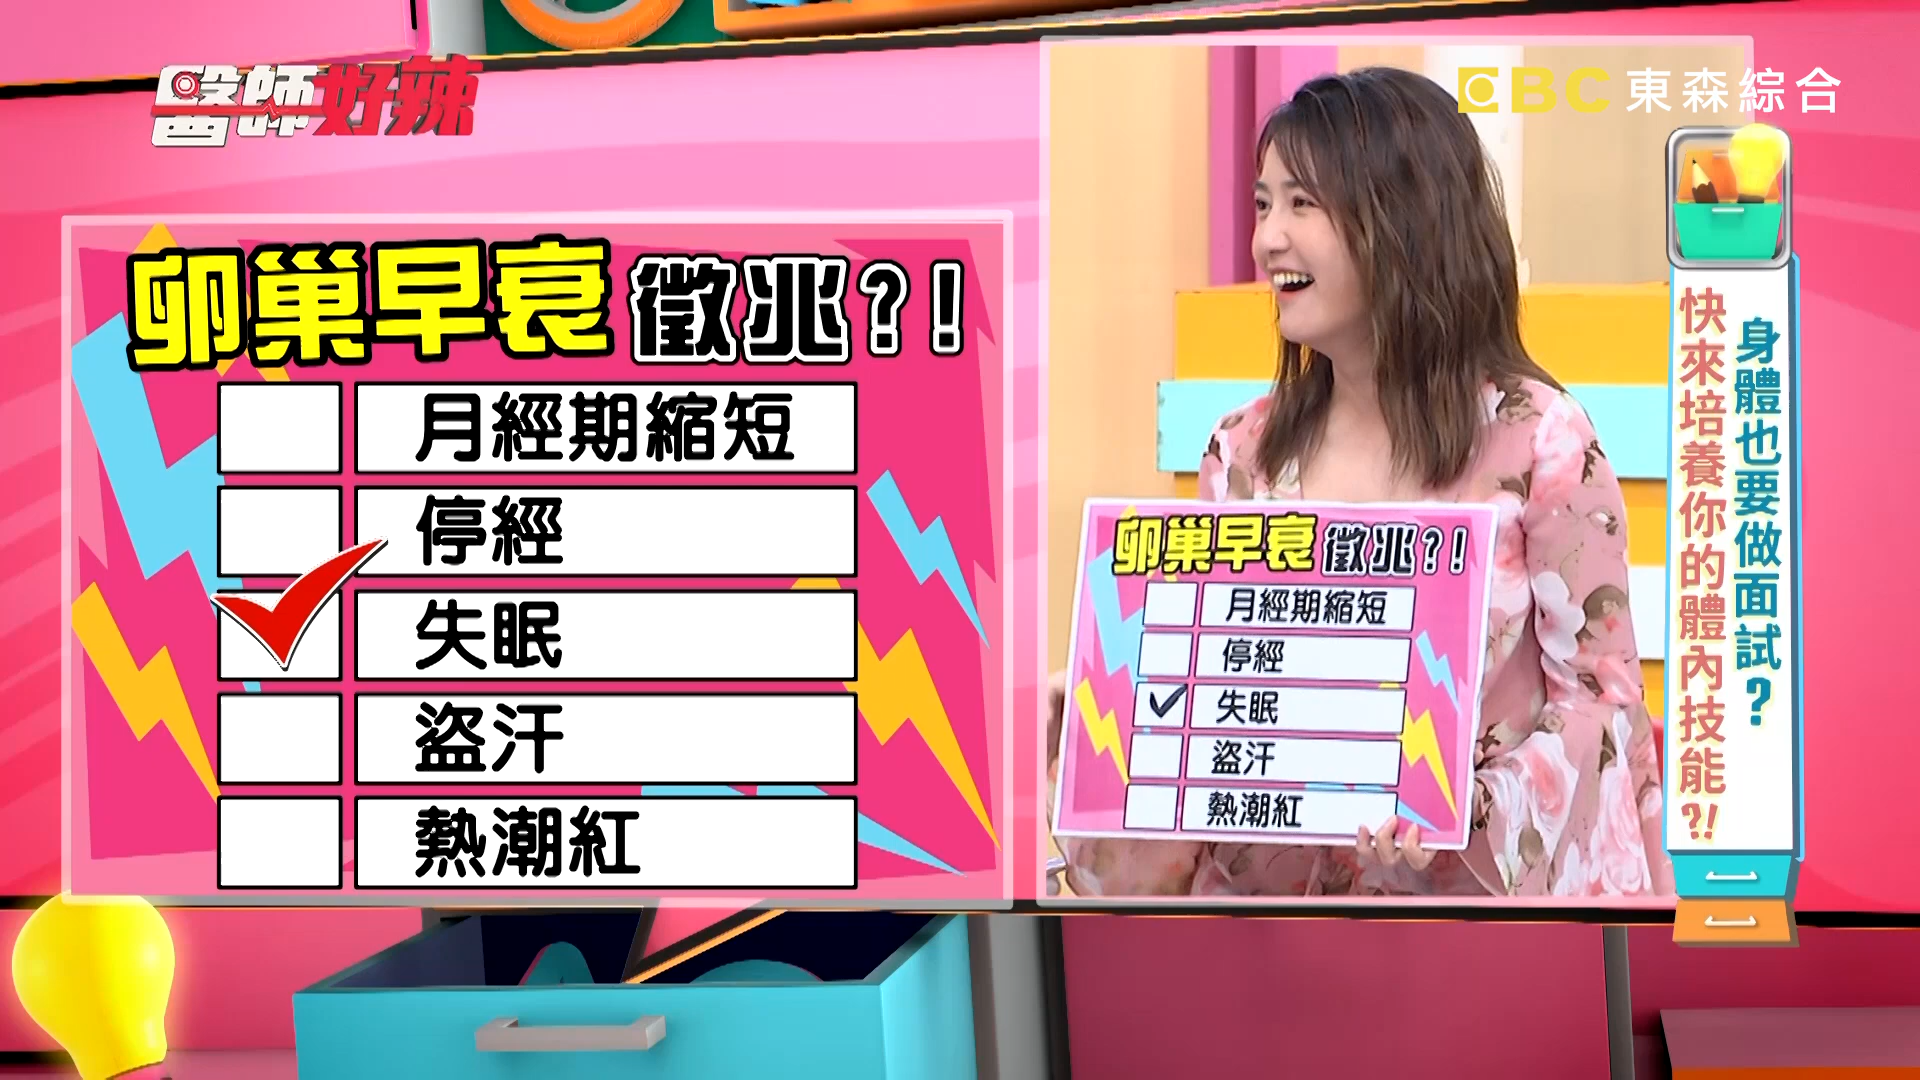 醫師好辣
EBC 東森綜合
卵巢早衰徵兆?!
月經期縮短
停經
失眠
盜汗
熱潮紅
卵巢早衰徵兆?!
月經期縮短
停經
失眠
盜汗
熱潮紅
身體也要做面試?
快來培養你的體內技能?!